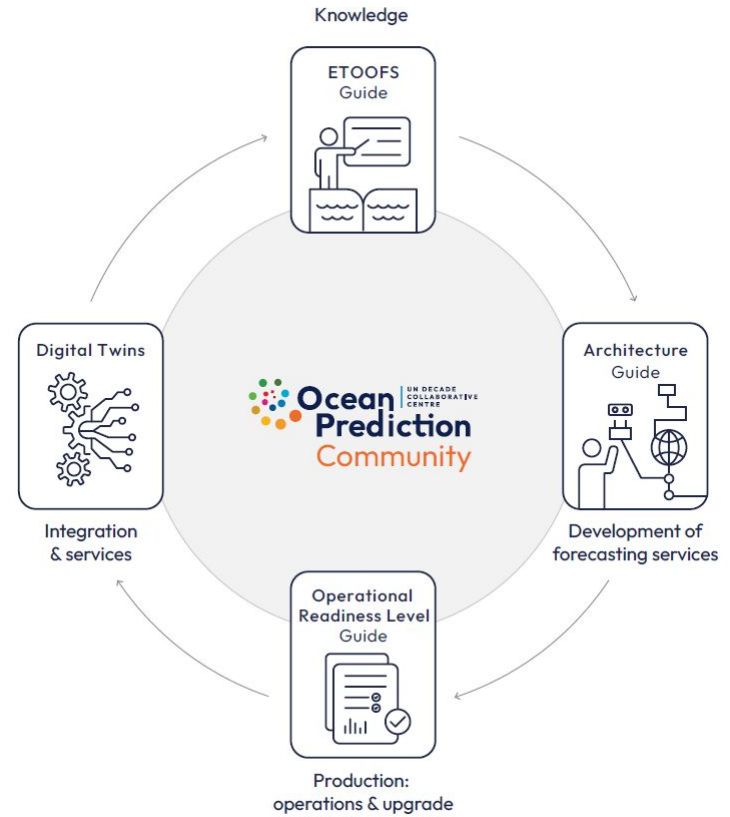 Knowledge
ETOOFS
Guide
Digital Twins
Integration
& services
Ocean
Prediction
Community
UN DECADE
COLLABORATIVE
CENTRE
Architecture
Guide
Development of
forecasting services
Operational
Readiness Level
Guide
Production:
operations & upgrade